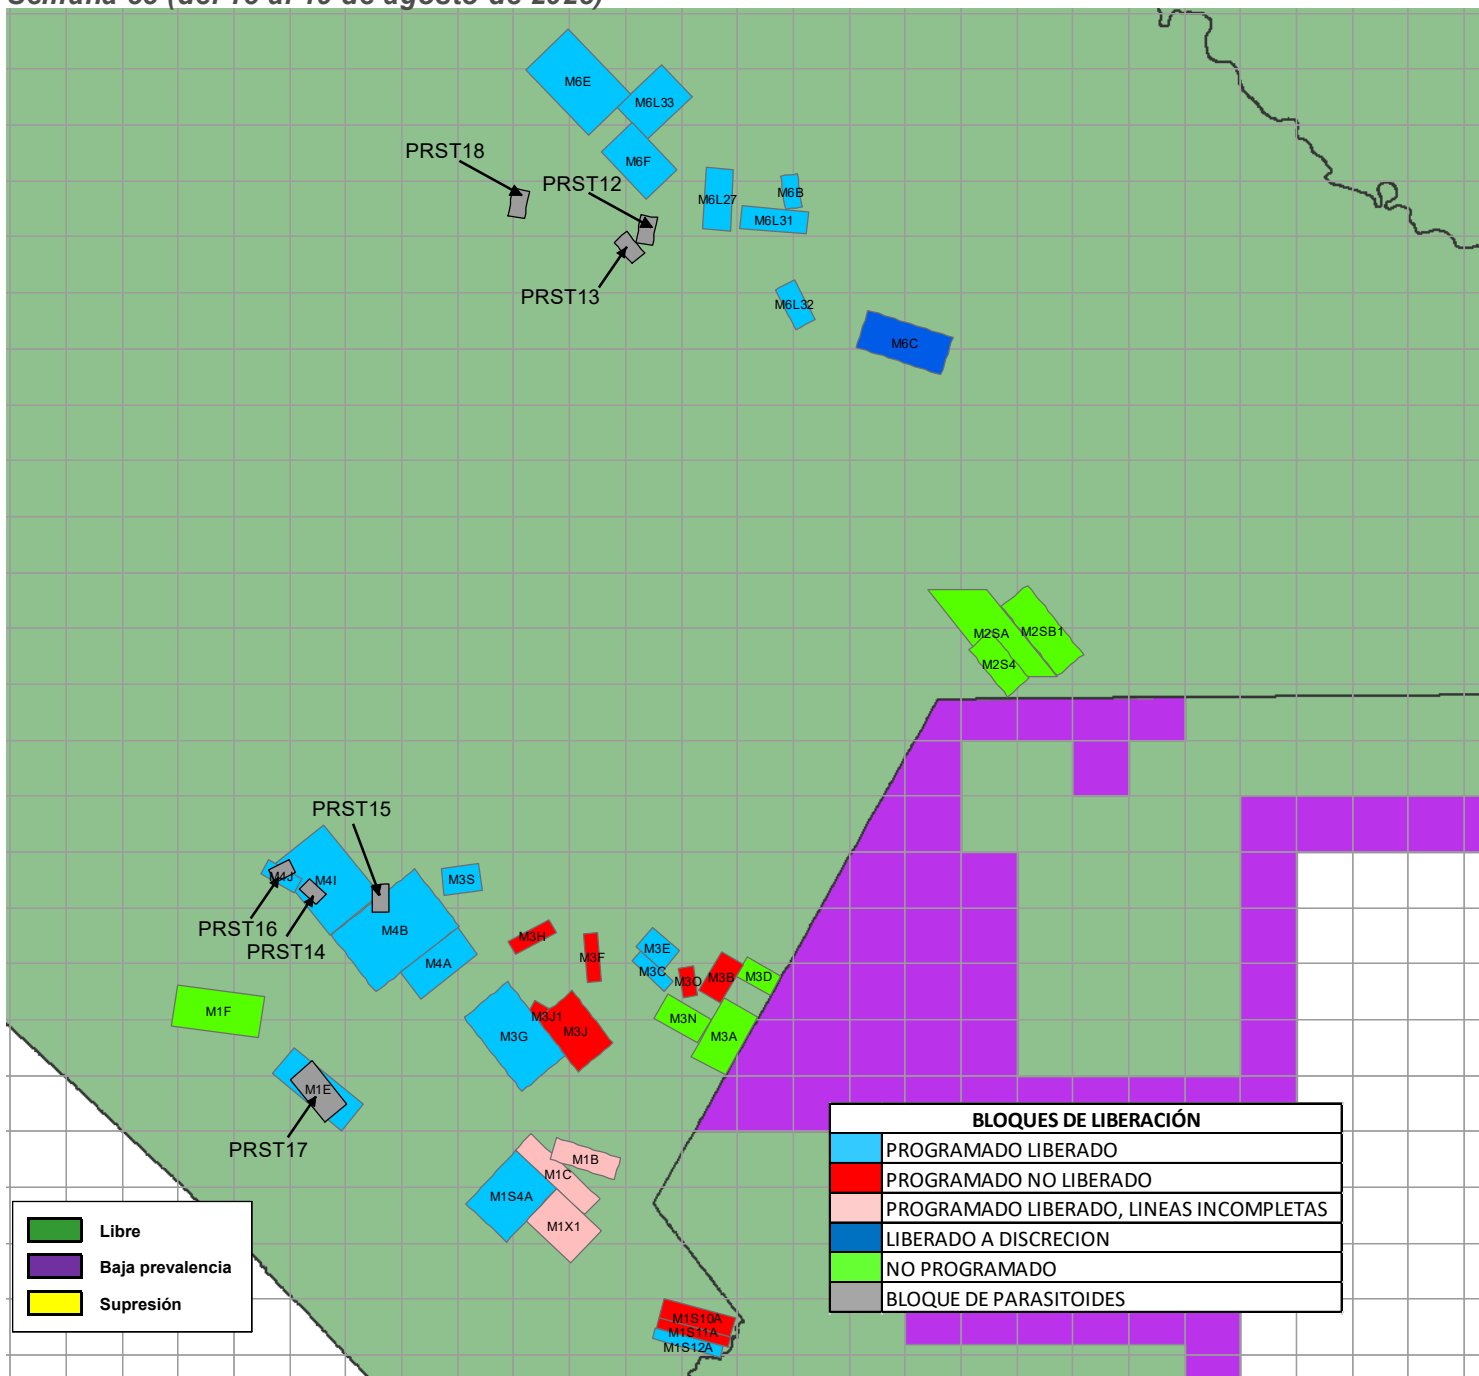 M6E
M6L33
PRST18
M6F
PRST12
M6L27
M6B
M6L31
PRST13
M6L32
M6C
M2SA
M2SB1
M2S4
PRST15
M4J
M4I
M3S
PRST16
M4B
PRST14
M3H
M4A
M3F
M3E
M3C
M3O
M3B
M3D
M1F
M3G
M3J1
M3J
M3N
M3A
M1E
PRST17
M1B
M1C
M1S4A
M1X1
M1S10A
M1S11A
M1S12A
BLOQUES DE LIBERACIÓN
PROGRAMADO LIBERADO
PROGRAMADO NO LIBERADO
PROGRAMADO LIBERADO, LINEAS INCOMPLETAS
LIBERADO A DISCRECION
NO PROGRAMADO
BLOQUE DE PARASITOIDES
Libre
Baja prevalencia
Supresión